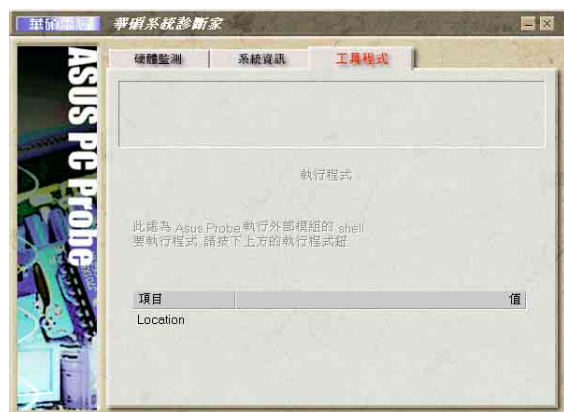 華碩系統診斷家
ASUS PC Probe
硬體監測
系統資訊
工具程式
執行程式
此處為 Asus Probe 執行外部模組的 shell
要執行程式 請按下上方的執行程式鈕
項目 值
Location